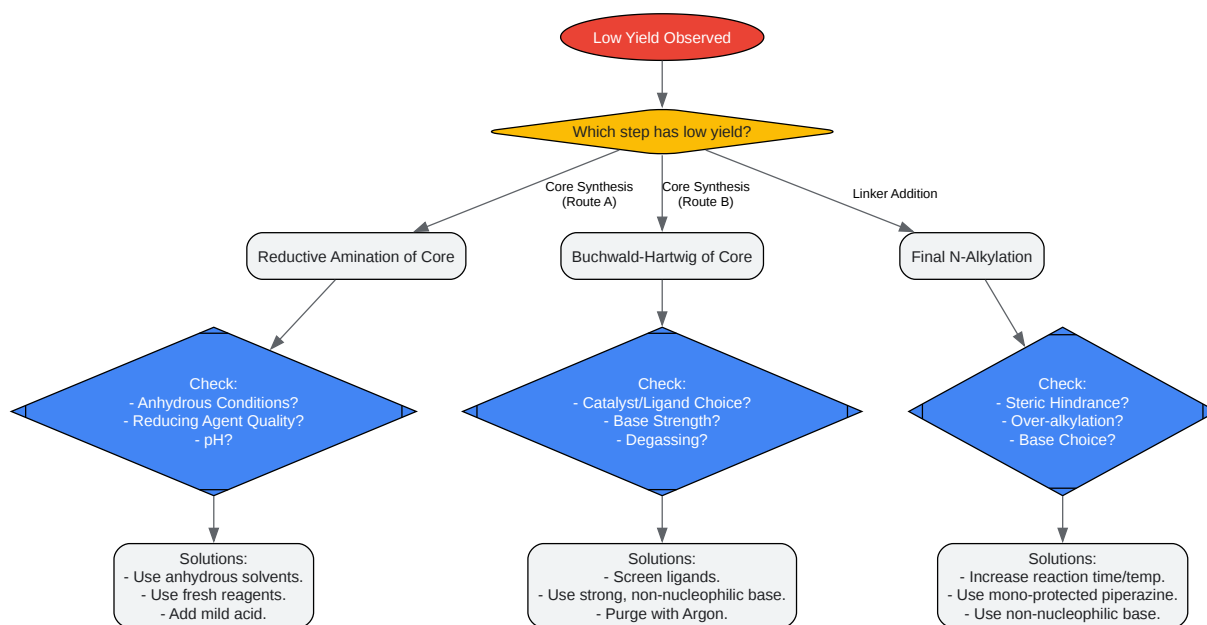 Low Yield Observed
Which step has low yield?
Core Synthesis
(Route A)
Core Synthesis
(Route B)
Linker Addition
Reductive Amination of Core
Buchwald-Hartwig of Core
Final N-Alkylation
Check:
- Anhydrous Conditions?
- Reducing Agent Quality?
- pH?
Check:
- Catalyst/Ligand Choice?
- Base Strength?
- Degassing?
Check:
- Steric Hindrance?
- Over-alkylation?
- Base Choice?
Solutions:
- Use anhydrous solvents.
- Use fresh reagents.
- Add mild acid.
Solutions:
- Screen ligands.
- Use strong, non-nucleophilic base.
- Purge with Argon.
Solutions:
- Increase reaction time/temp.
- Use mono-protected piperazine.
- Use non-nucleophilic base.